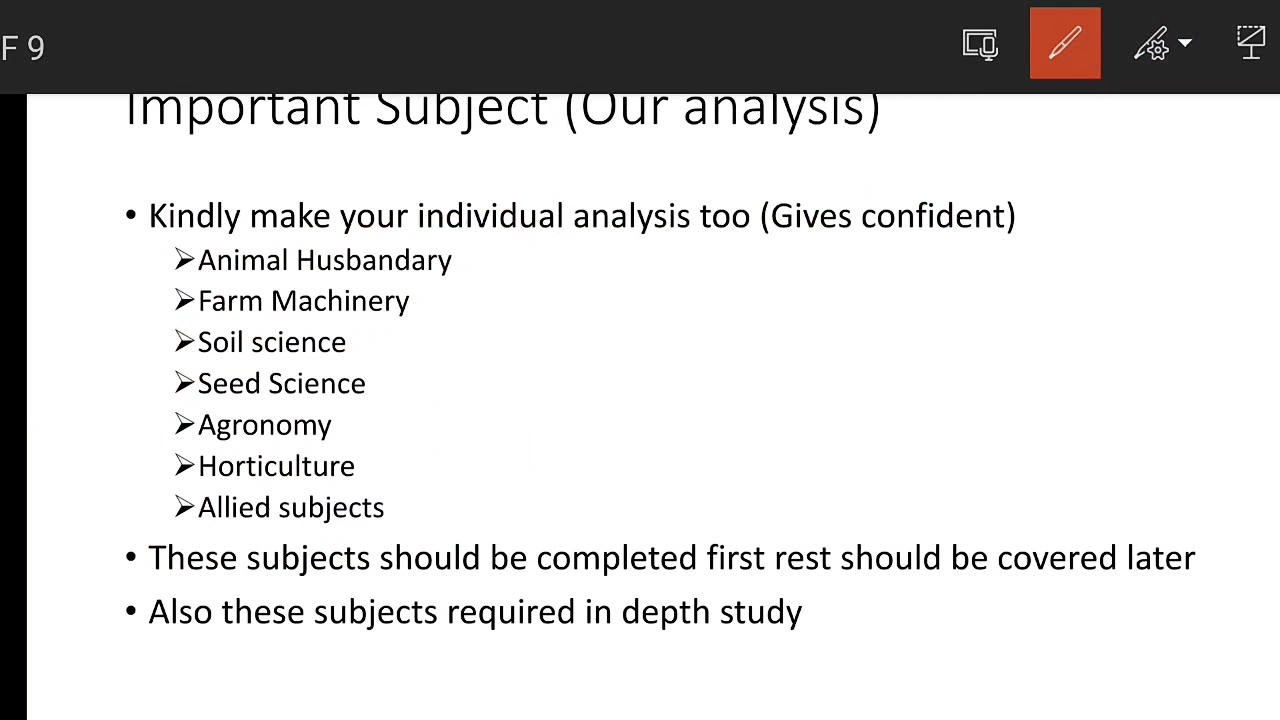 F 9
Important Subject (Our analysis)
• Kindly make your individual analysis too (Gives confident)
➢Animal Husbandary
➢Farm Machinery
➢Soil science
➢Seed Science
➢Agronomy
➢Horticulture
➢Allied subjects
• These subjects should be completed first rest should be covered later
• Also these subjects required in depth study